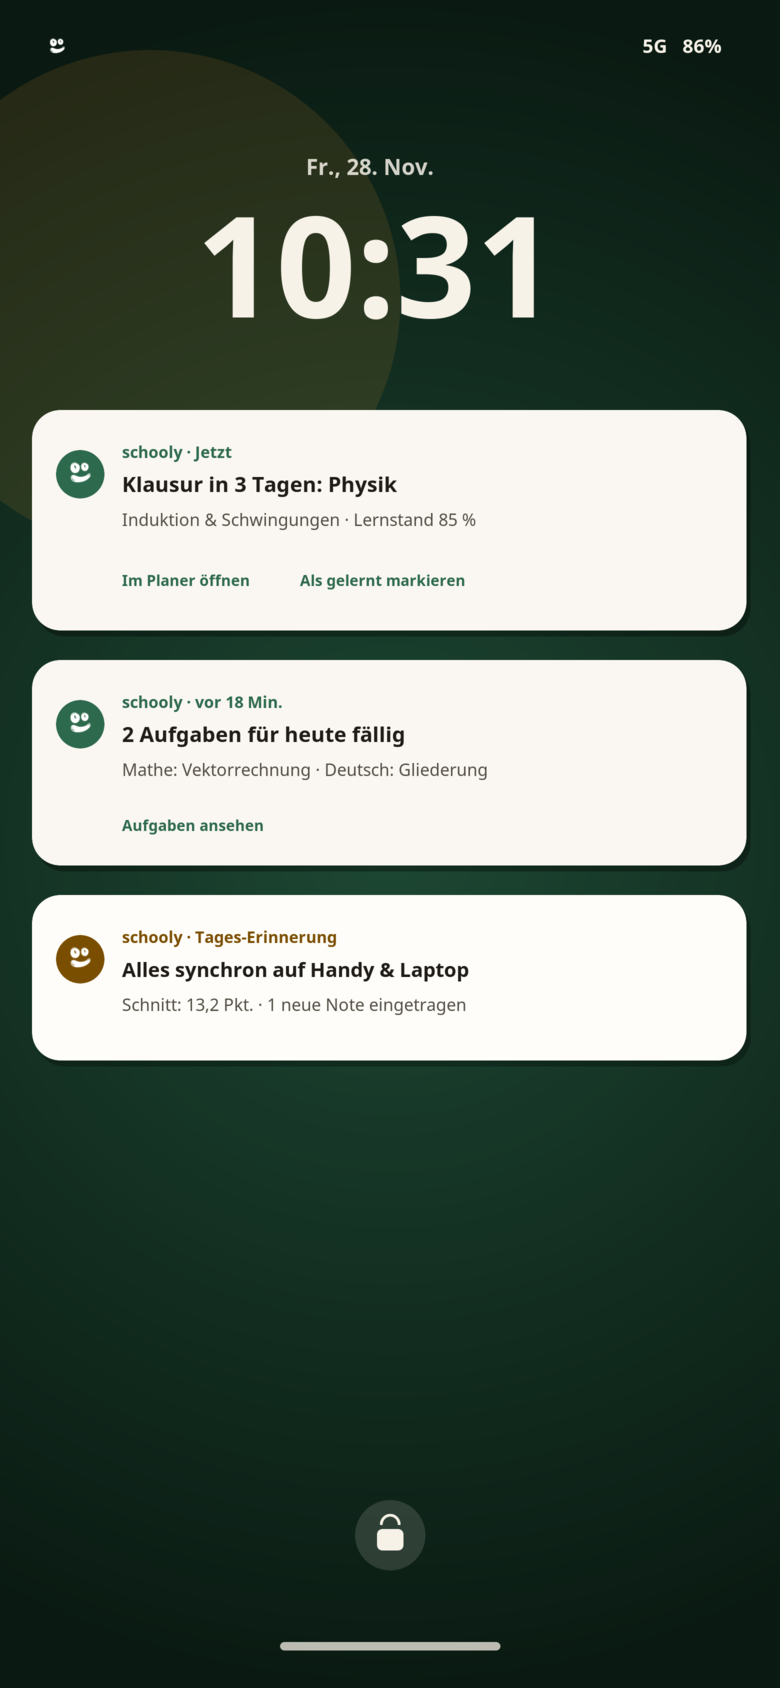 5G 86%
Fr., 28. Nov.
10:31
schooly · Jetzt
Klausur in 3 Tagen: Physik
Induktion & Schwingungen · Lernstand 85 %
Im Planer öffnen Als gelernt markieren
schooly · vor 18 Min.
2 Aufgaben für heute fällig
Mathe: Vektorrechnung · Deutsch: Gliederung
Aufgaben ansehen
schooly · Tages-Erinnerung
Alles synchron auf Handy & Laptop
Schnitt: 13,2 Pkt. · 1 neue Note eingetragen